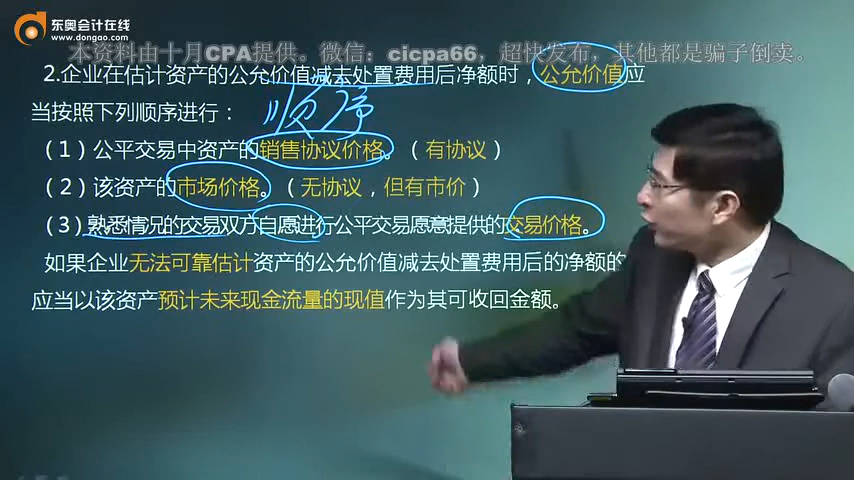 东奥会计在线
www.dongao.com
本资料由十月CPA提供。微信：cicpa66，超快发布，其他都是骗子倒卖。
2.企业在估计资产的公允价值减去处置费用后净额时，公允价值应
当按照下列顺序进行：
顺序
（1）公平交易中资产的销售协议价格。（有协议）
（2）该资产的市场价格。（无协议，但有市价）
（3）熟悉情况的交易双方自愿进行公平交易愿意提供的交易价格。
如果企业无法可靠估计资产的公允价值减去处置费用后的净额的
应当以该资产预计未来现金流量的现值作为其可收回金额。